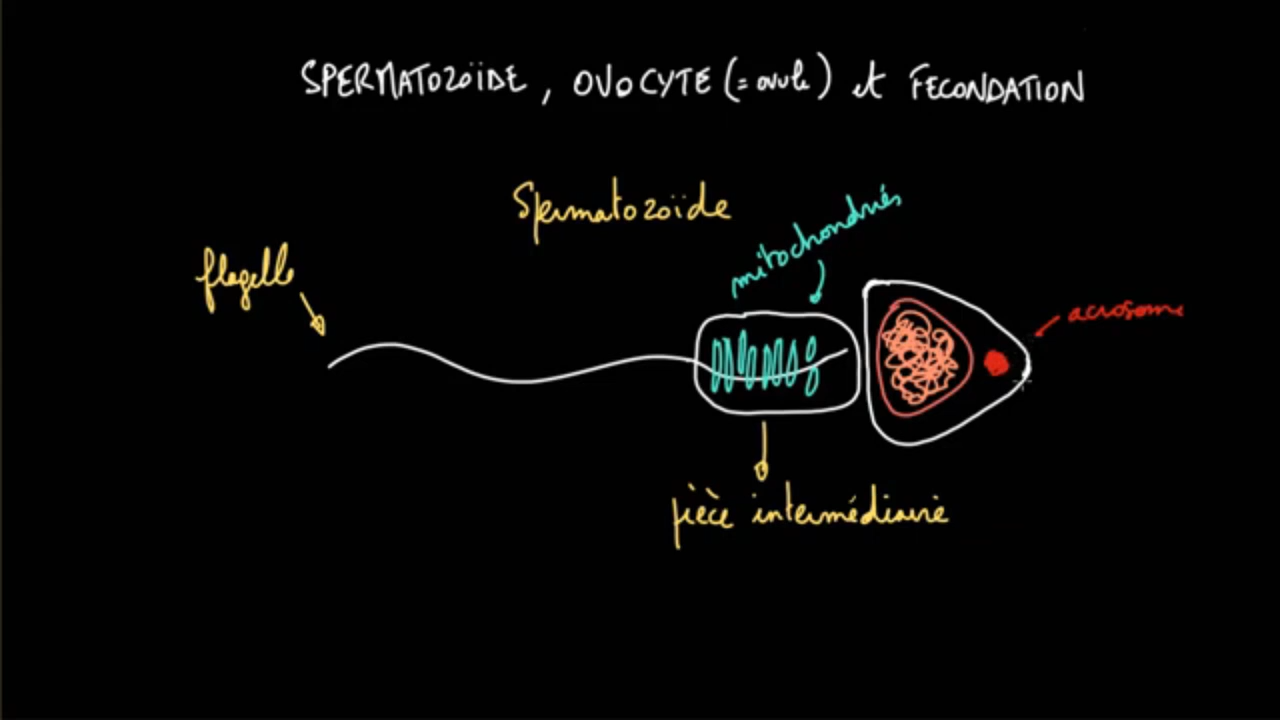 SPERMATOZOÏDE, OVOCYTE (= ovule) et FECONDATION
Spermatozoïde
mitochondries
flagelle
acrosome
pièce intermédiaire